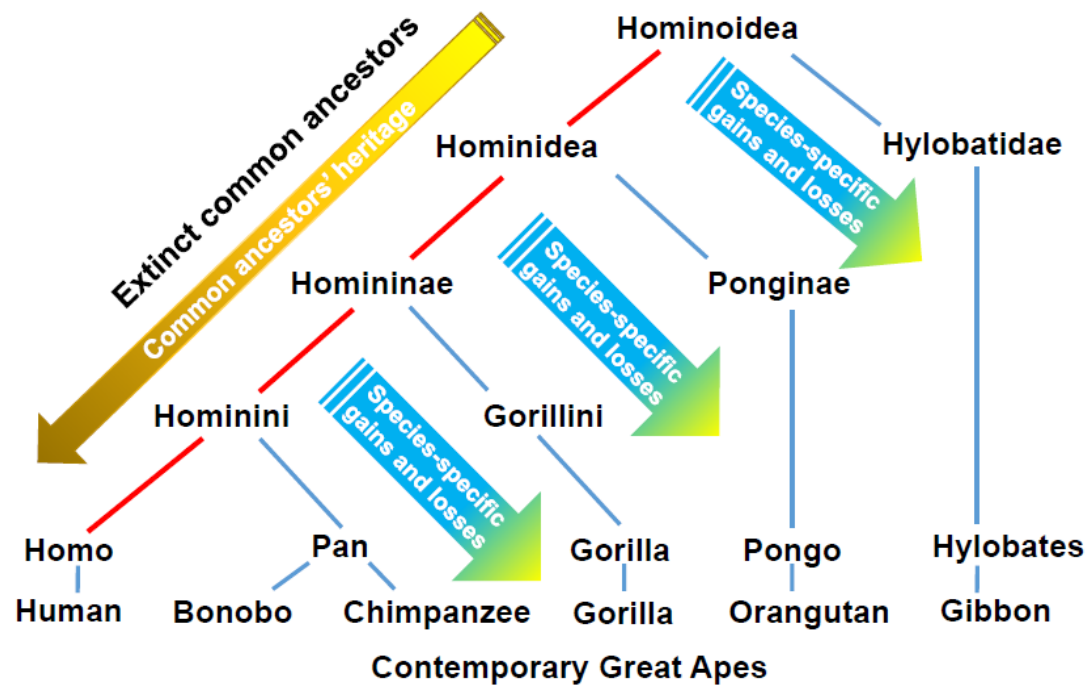 Hominoidea
Extinct common ancestors
Common ancestors' heritage
Species-specific
gains and losses
Hominidea
Hylobatidae
Species-specific
gains and losses
Homininae
Ponginae
Species-specific
gains and losses
Hominini
Gorillini
Homo
Pan
Gorilla
Pongo
Hylobates
Human
Bonobo
Chimpanzee
Gorilla
Orangutan
Gibbon
Contemporary Great Apes